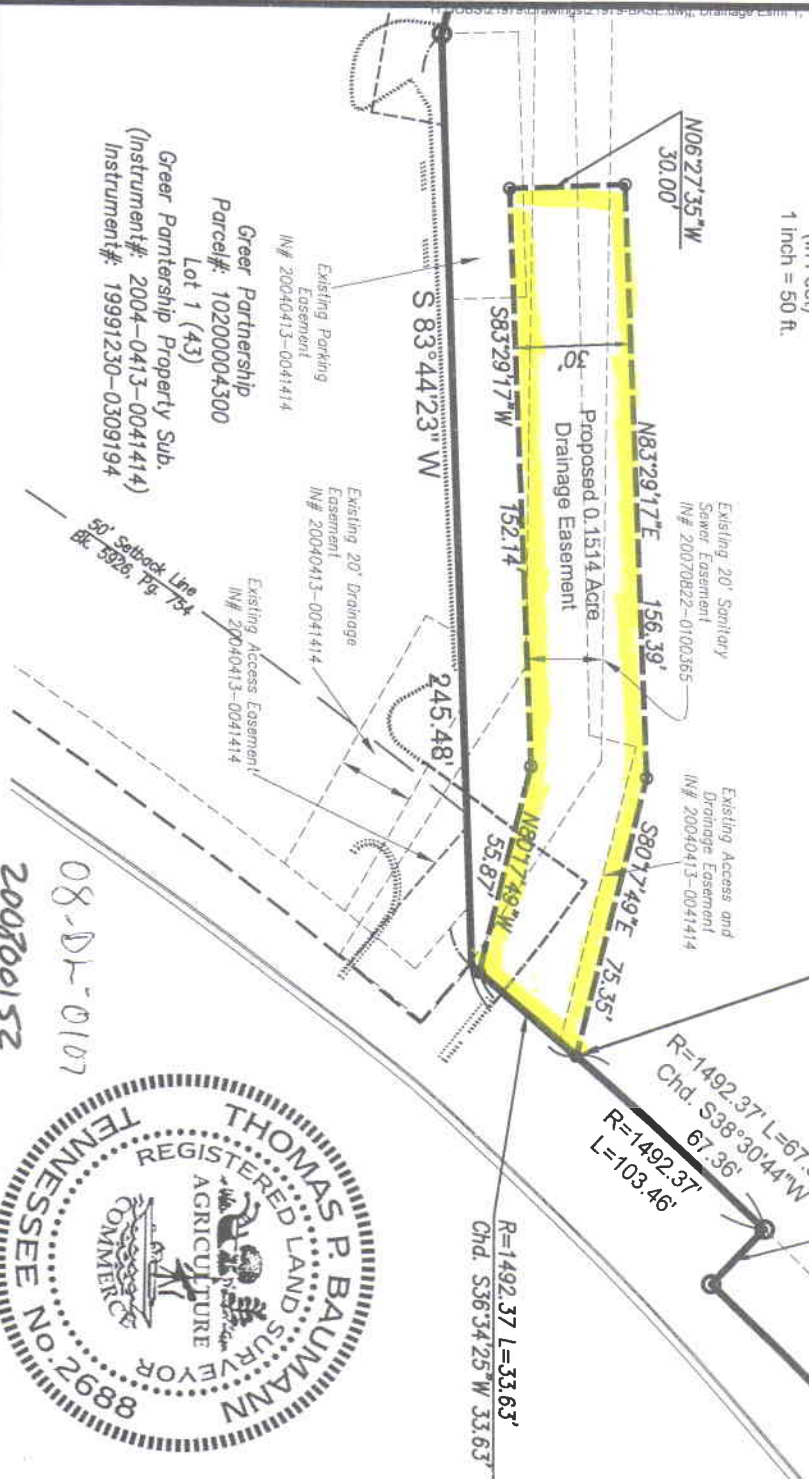 1 inch = 50 ft.
N06°27'35"W
30.00'
N83°29'17"E
156.39'
S83°29'17"W
152.14'
30'
Proposed 0.1514 Acre
Drainage Easement
Existing 20' Sanitary
Sewer Easement
IN# 20070822-0100365
Existing Access and
Drainage Easement
IN# 20040413-0041414
S80°17'49"E
75.35'
N80°17'49"W
55.87'
S 83°44'23" W
245.48'
Existing Parking
Easement
IN# 20040413-0041414
Greer Partnership
Parcel#: 10200004300
Lot 1 (43)
Greer Parntership Property Sub.
(Instrument#: 2004-0413-0041414)
Instrument#: 19991230-0309194
Existing 20' Drainage
Easement
IN# 20040413-0041414
Existing Access Easement
IN# 20040413-0041414
50' Setback Line
Bk. 5926, Pg. 754
R=1492.37' L=67.
Chd. S38°30'44"W
67.36'
R=1492.37'
L=103.46'
R=1492.37 L=33.63'
Chd. S36°34'25"W 33.63'
08-DL-0107
200700152
THOMAS P. BAUMANN
REGISTERED LAND SURVEYOR
AGRICULTURE
COMMERCE
TENNESSEE No. 2688